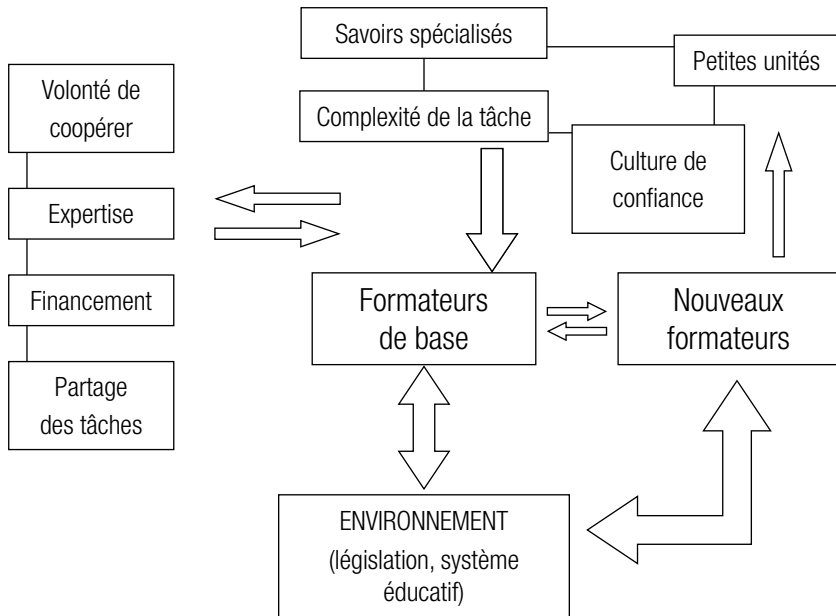 Savoirs spécialisés
Petites unités
Volonté de
coopérer
Complexité de la tâche
Culture de
confiance
Expertise
Financement
Formateurs
de base
Nouveaux
formateurs
Partage
des tâches
ENVIRONNEMENT
(législation, système
éducatif)